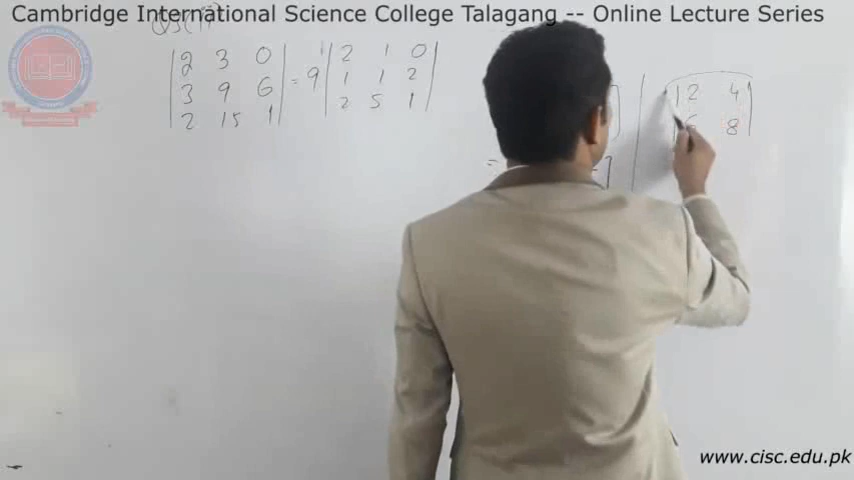 Cambridge International Science College Talagang -- Online Lecture Series
2 3 0 2 1 0
3 9 6 = 9 1 1 2
2 15 1 2 5 1
12 4
8
=
www.cisc.edu.pk